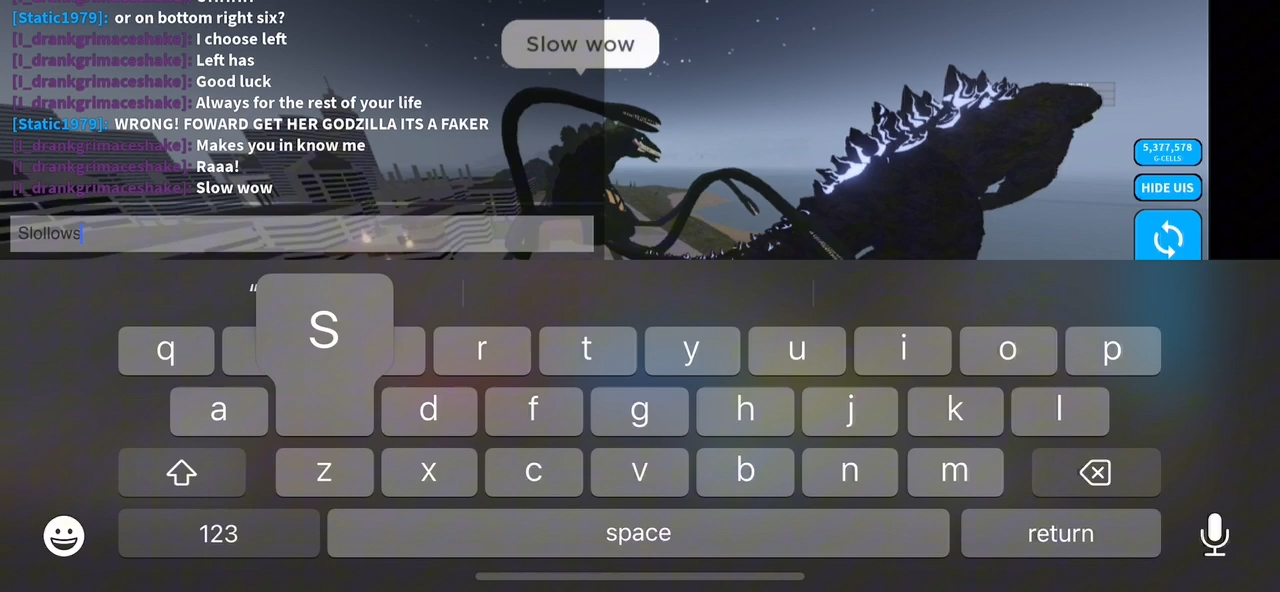 [Static1979]: or on bottom right six?
[I_drankgrimaceshake]: I choose left
[I_drankgrimaceshake]: Left has
[I_drankgrimaceshake]: Good luck
[I_drankgrimaceshake]: Always for the rest of your life
[Static1979]: WRONG! FOWARD GET HER GODZILLA ITS A FAKER
[I_drankgrimaceshake]: Makes you in know me
[I_drankgrimaceshake]: Raaa!
[I_drankgrimaceshake]: Slow wow
Slollows
Slow wow
5,377,578
G-CELLS
HIDE UIS
“
S
q r t y u i o p
a d f g h j k l
z x c v b n m
123 space return